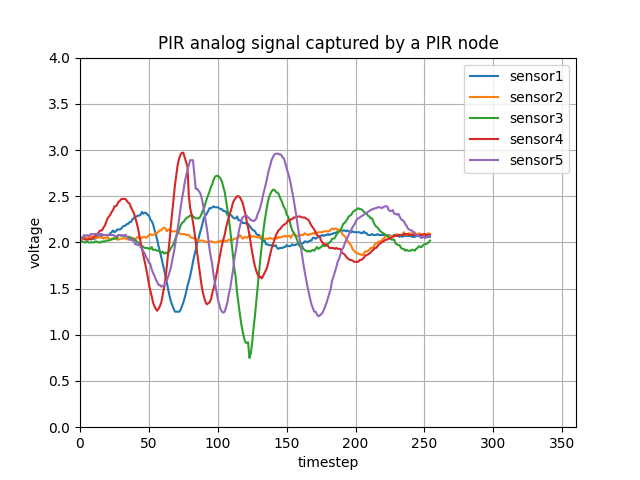 PIR analog signal captured by a PIR node
4.0
3.5
3.0
2.5
2.0
1.5
1.0
0.5
0.0
voltage
sensor1
sensor2
sensor3
sensor4
sensor5
0 50 100 150 200 250 300 350
timestep